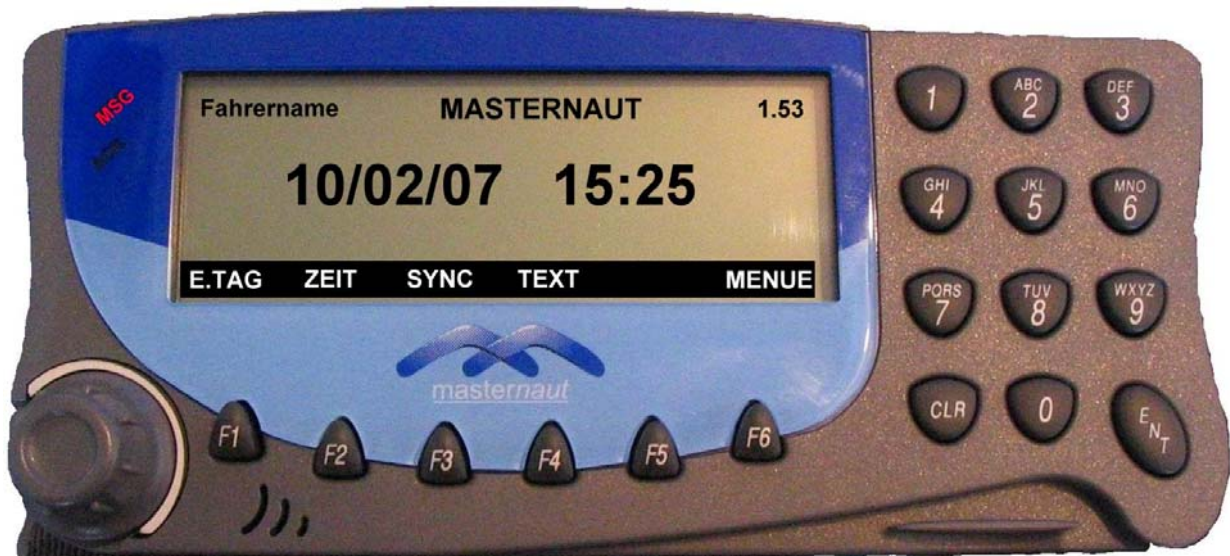 MSG
Fahrername MASTERNAUT 1.53
10/02/07 15:25
E.TAG ZEIT SYNC TEXT MENUE
masternaut
F1 F2 F3 F4 F5 F6
1 ABC 2 DEF 3
GHI 4 JKL 5 MNO 6
PQRS 7 TUV 8 WXYZ 9
CLR 0 ENT